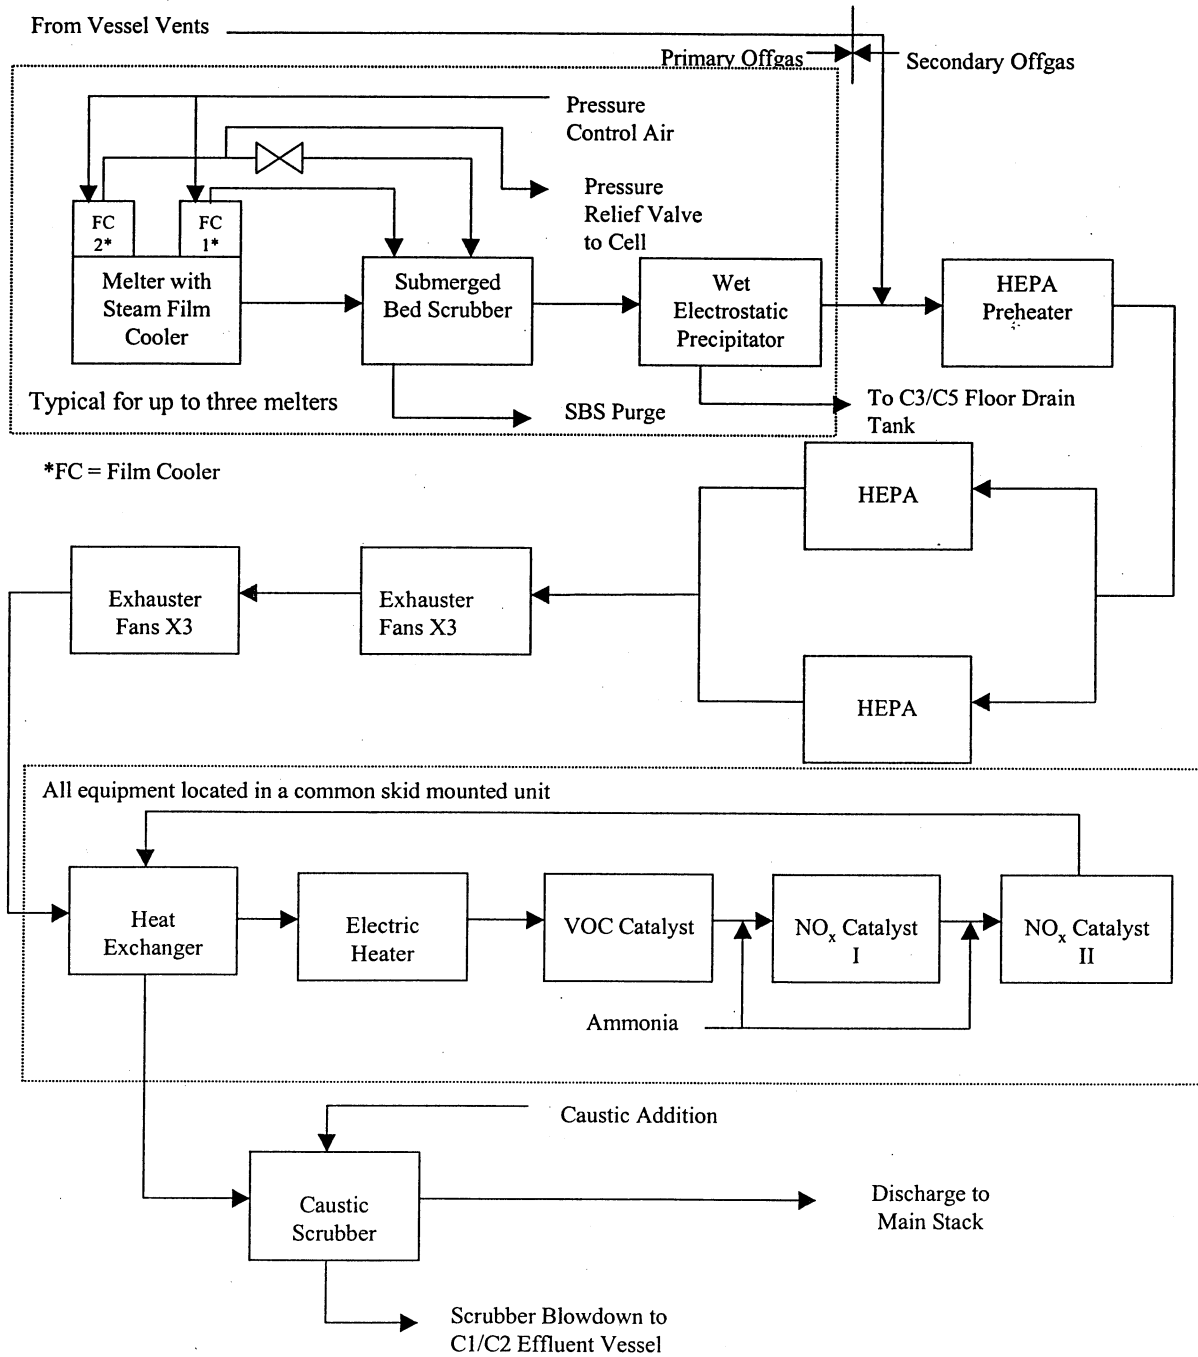 From Vessel Vents
Primary Offgas
Secondary Offgas
Pressure
Control Air
Pressure
Relief Valve
to Cell
FC
2*
FC
1*
Melter with
Steam Film
Cooler
Submerged
Bed Scrubber
Wet
Electrostatic
Precipitator
HEPA
Preheater
Typical for up to three melters
SBS Purge
To C3/C5 Floor Drain
Tank
*FC = Film Cooler
HEPA
Exhauster
Fans X3
Exhauster
Fans X3
HEPA
All equipment located in a common skid mounted unit
Heat
Exchanger
Electric
Heater
VOC Catalyst
NOx Catalyst
I
NOx Catalyst
II
Ammonia
Caustic Addition
Caustic
Scrubber
Discharge to
Main Stack
Scrubber Blowdown to
C1/C2 Effluent Vessel